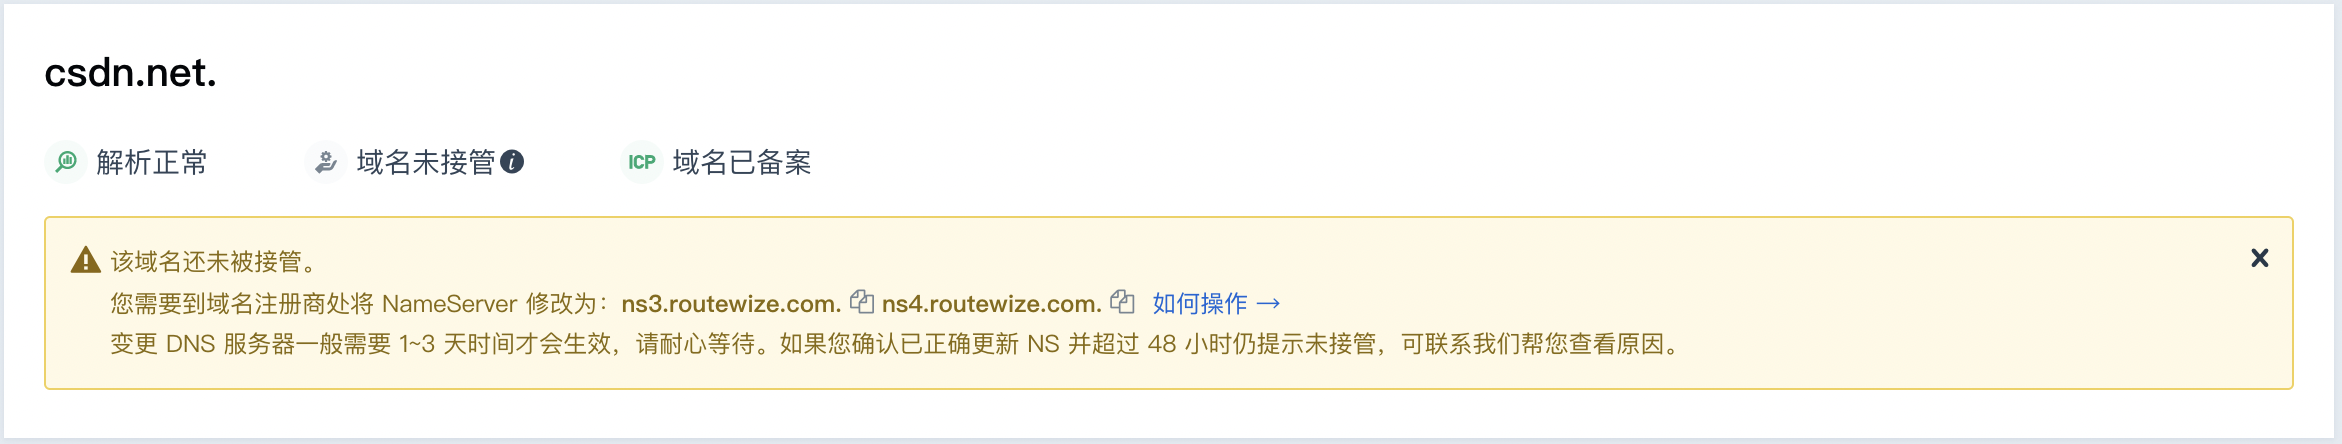 csdn.net.
解析正常 域名未接管 ICP 域名已备案
该域名还未被接管。
您需要到域名注册商处将 NameServer 修改为：ns3.routewize.com. ns4.routewize.com. 如何操作 →
变更 DNS 服务器一般需要 1~3 天时间才会生效，请耐心等待。如果您确认已正确更新 NS 并超过 48 小时仍提示未接管，可联系我们帮您查看原因。